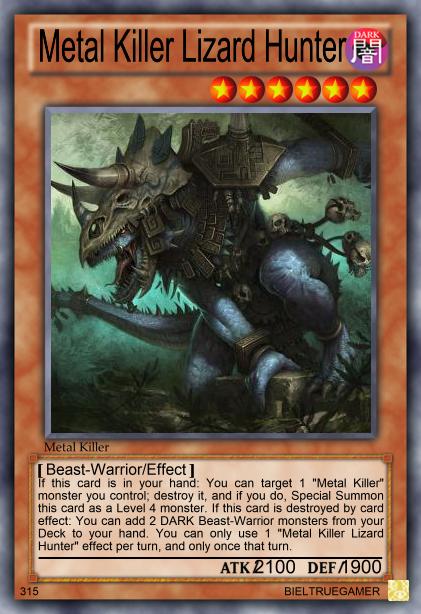 Metal Killer Lizard Hunter
DARK
闇
Metal Killer
[ Beast-Warrior/Effect ]
If this card is in your hand: You can target 1 "Metal Killer"
monster you control; destroy it, and if you do, Special Summon
this card as a Level 4 monster. If this card is destroyed by card
effect: You can add 2 DARK Beast-Warrior monsters from your
Deck to your hand. You can only use 1 "Metal Killer Lizard
Hunter" effect per turn, and only once that turn.
ATK/2100 DEF/1900
315 BIELTRUEGAMER